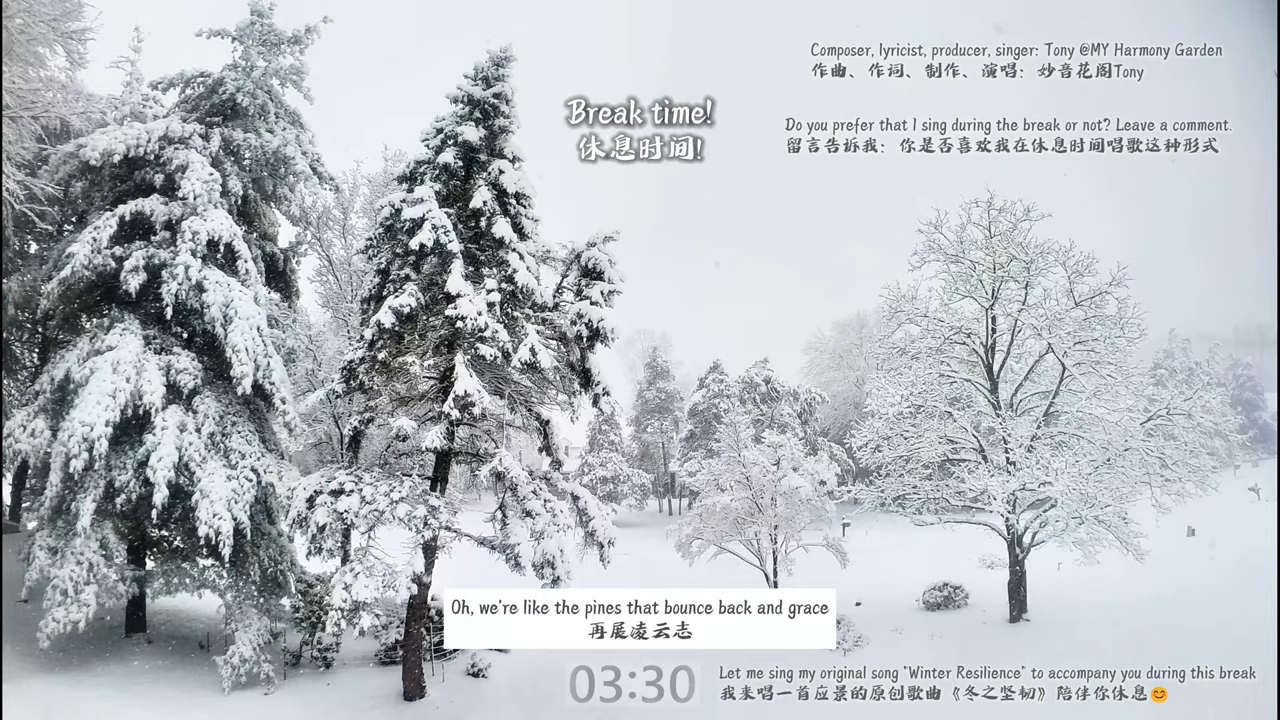 Composer, lyricist, producer, singer: Tony @MY Harmony Garden
作曲、作词、制作、演唱：妙音花阁Tony
Break time!
休息时间!
Do you prefer that I sing during the break or not? Leave a comment.
留言告诉我：你是否喜欢我在休息时间唱歌这种形式
Oh, we're like the pines that bounce back and grace
再展凌云志
03:30
Let me sing my original song "Winter Resilience" to accompany you during this break
我来唱一首应景的原创歌曲《冬之坚韧》陪伴你休息😊